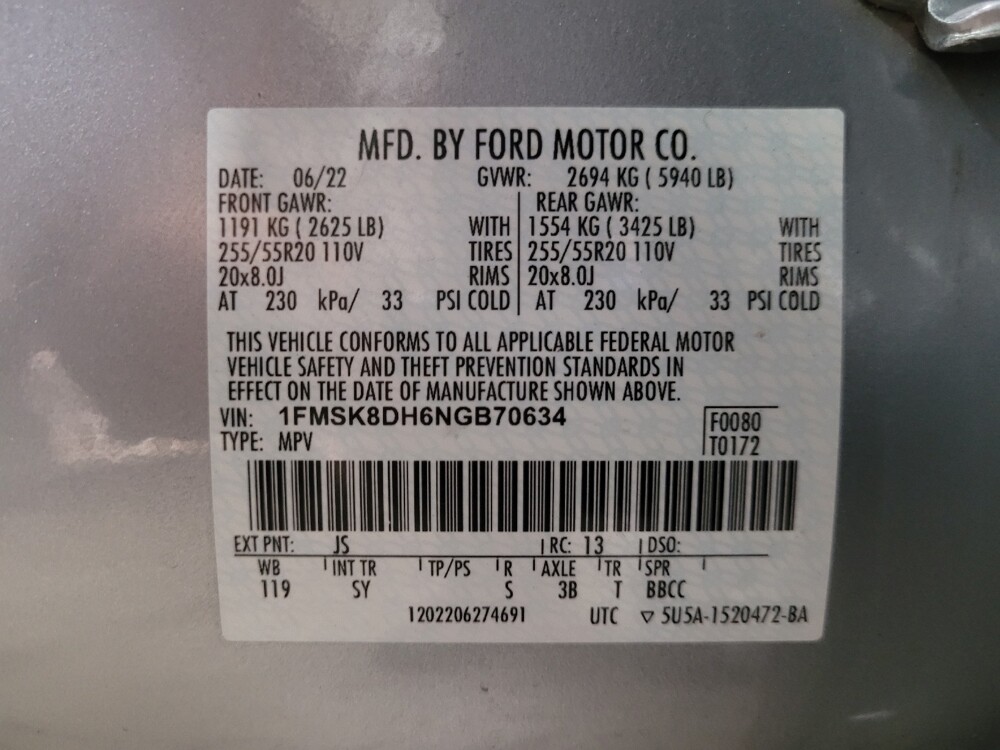 MFD. BY FORD MOTOR CO.
DATE: 06/22 GVWR: 2694 KG ( 5940 LB)
FRONT GAWR: REAR GAWR:
1191 KG ( 2625 LB) WITH 1554 KG ( 3425 LB) WITH
255/55R20 110V TIRES 255/55R20 110V TIRES
20x8.0J RIMS 20x8.0J RIMS
AT 230 kPa/ 33 PSI COLD AT 230 kPa/ 33 PSI COLD
THIS VEHICLE CONFORMS TO ALL APPLICABLE FEDERAL MOTOR
VEHICLE SAFETY AND THEFT PREVENTION STANDARDS IN
EFFECT ON THE DATE OF MANUFACTURE SHOWN ABOVE.
VIN: 1FMSK8DH6NGB70634 F0080
TYPE: MPV T0172
EXT PNT: JS RC: 13 DSO:
WB INT TR TP/PS R AXLE TR SPR
119 SY S 3B T BBCC
1202206274691 UTC ▽ 5U5A-1520472-BA